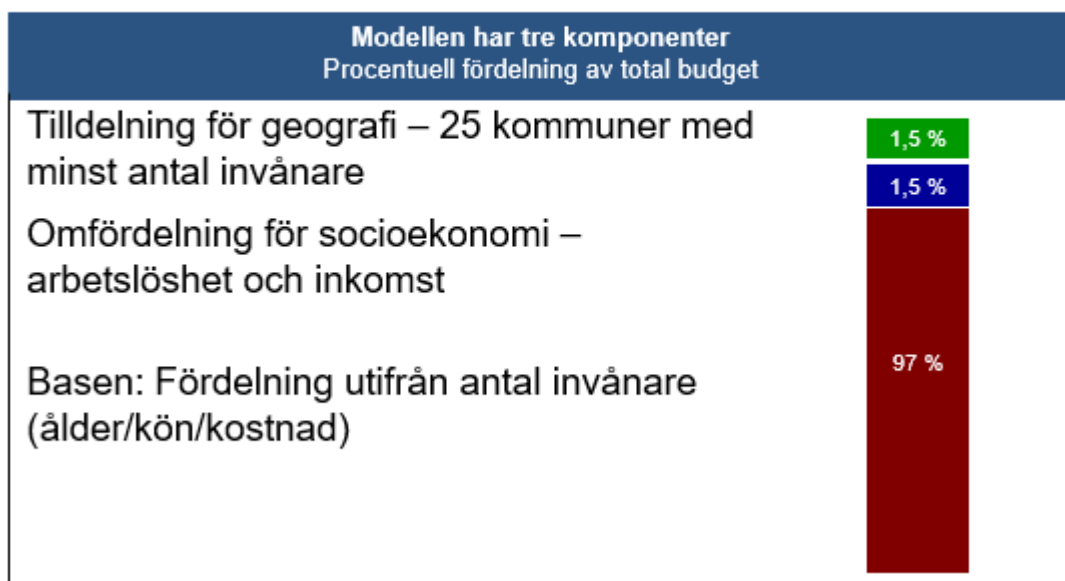 Modellen har tre komponenter
Procentuell fördelning av total budget
Tilldelning för geografi – 25 kommuner med
minst antal invånare
1,5 %
1,5 %
Omfördelning för socioekonomi –
arbetslöshet och inkomst
97 %
Basen: Fördelning utifrån antal invånare
(ålder/kön/kostnad)